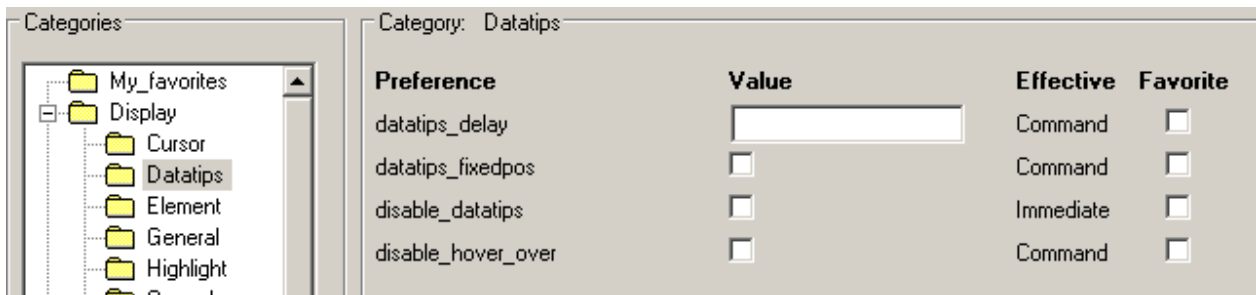 Categories
My_favorites
Display
Cursor
Datatips
Element
General
Highlight
Category: Datatips
Preference Value Effective Favorite
datatips_delay Command
datatips_fixedpos Command
disable_datatips Immediate
disable_hover_over Command